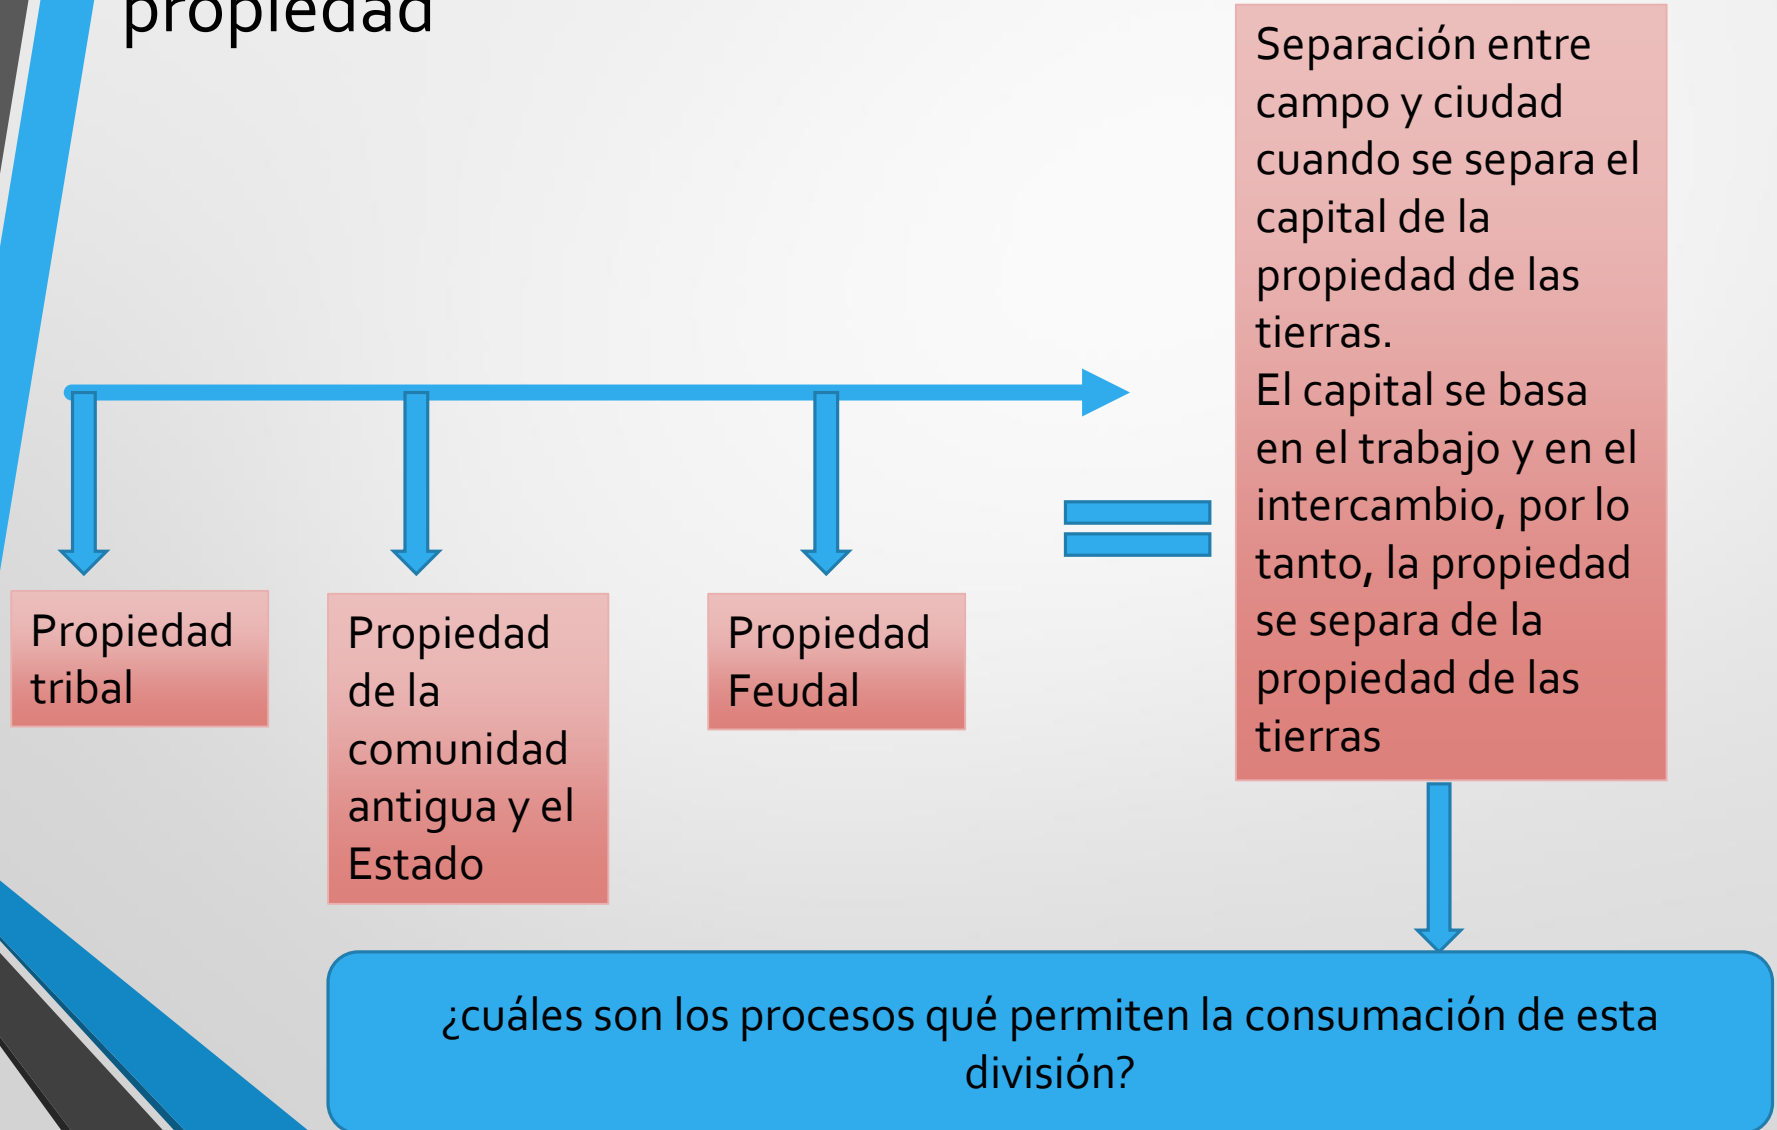 propiedad
Separación entre
campo y ciudad
cuando se separa el
capital de la
propiedad de las
tierras.
El capital se basa
en el trabajo y en el
intercambio, por lo
tanto, la propiedad
se separa de la
propiedad de las
tierras
Propiedad
tribal
Propiedad
de la
comunidad
antigua y el
Estado
Propiedad
Feudal
¿cuáles son los procesos qué permiten la consumación de esta
división?